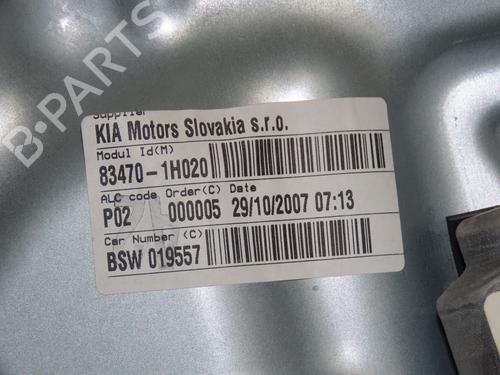 B-PARTS
Supplier
KIA Motors Slovakia s.r.o.
Modul Id(M)
83470-1H020
ALC code Order(C) Date
P02 000005 29/10/2007 07:13
Car Number (C)
BSW 019557